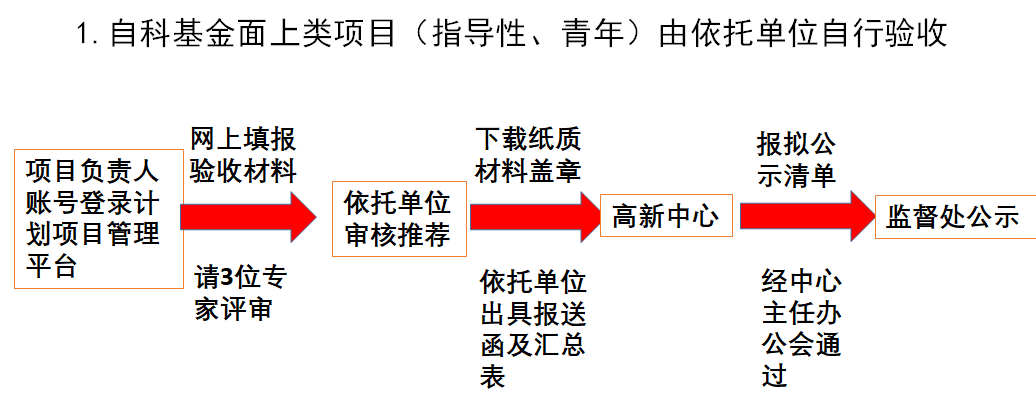 1.自科基金面上类项目（指导性、青年）由依托单位自行验收
项目负责人
账号登录计
划项目管理
平台
网上填报
验收材料
请3位专
家评审
依托单位
审核推荐
下载纸质
材料盖章
依托单位
出具报送
函及汇总
表
高新中心
报拟公
示清单
经中心
主任办
公会通
过
监督处公示